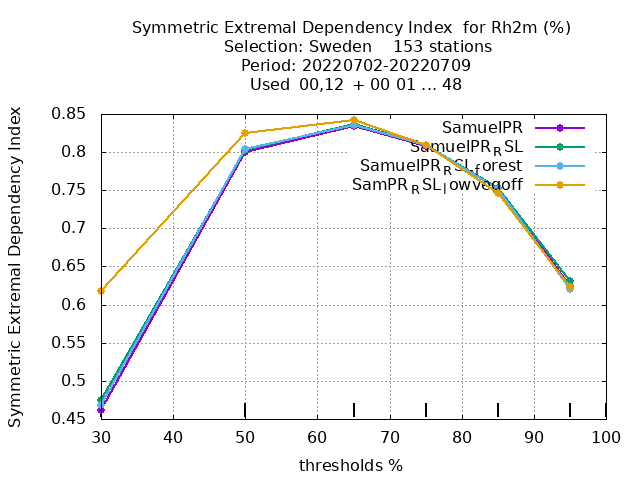 Symmetric Extremal Dependency Index for Rh2m (%)
Selection: Sweden 153 stations
Period: 20220702-20220709
Used 00,12 + 00 01 ... 48
Symmetric Extremal Dependency Index
0.85
0.8
0.75
0.7
0.65
0.6
0.55
0.5
0.45
SamuelPR
SamuelPR_RSL
SamuelPR_RSL_forest
SamPR_RSL_lowvegoff
30 40 50 60 70 80 90 100
thresholds %